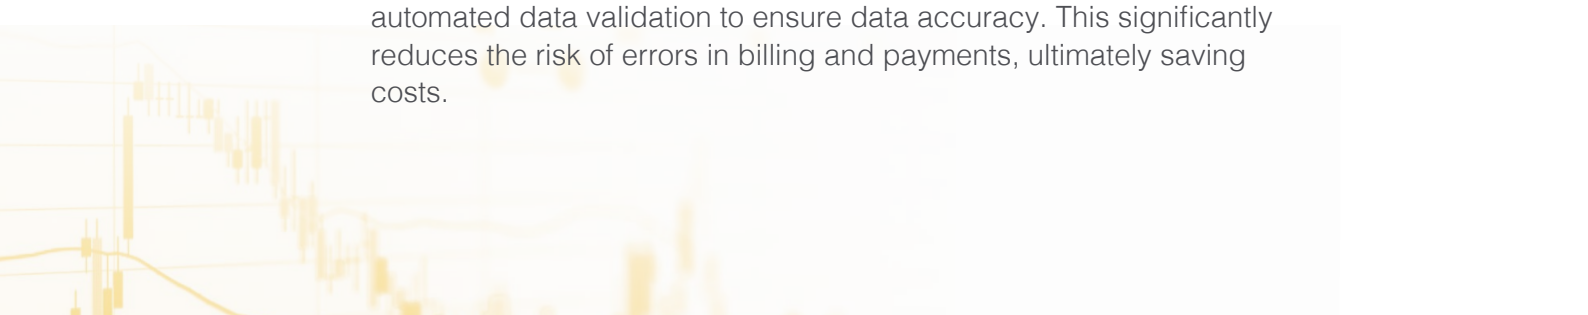 automated data validation to ensure data accuracy. This significantly
reduces the risk of errors in billing and payments, ultimately saving
costs.